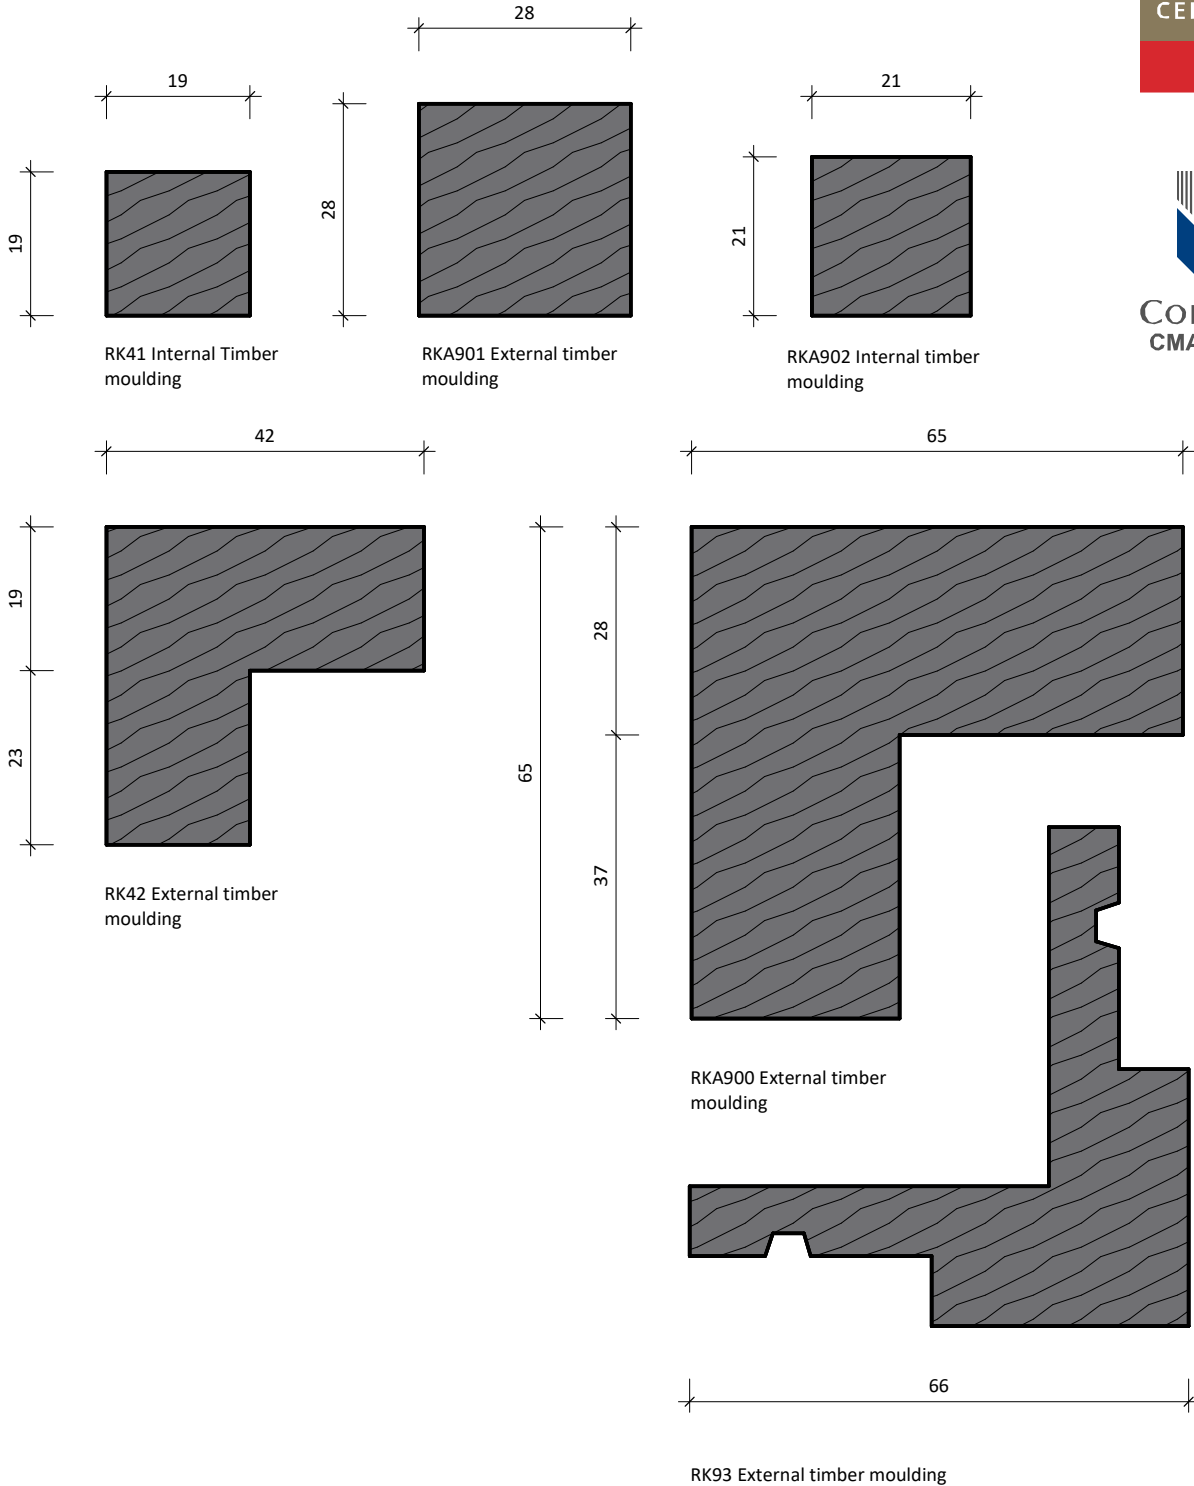 28
19
21
28
19
21
RK41 Internal Timber
moulding
RKA901 External timber
moulding
RKA902 Internal timber
moulding
42
65
19
28
23
65
37
RK42 External timber
moulding
RKA900 External timber
moulding
66
RK93 External timber moulding